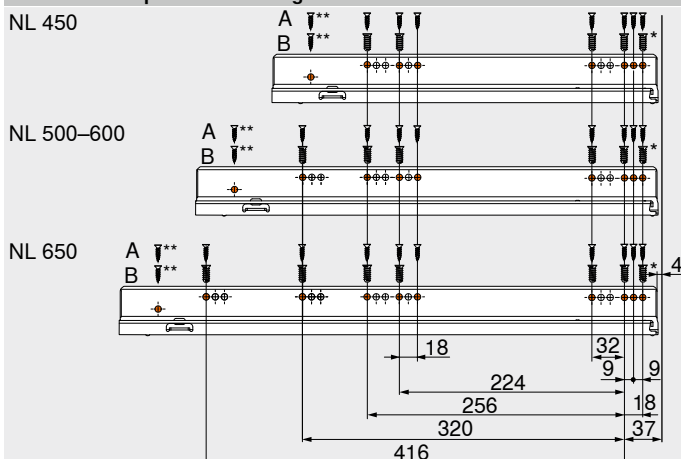 NL 450
A **
B ** *
NL 500–600
A **
B ** *
NL 650
A **
B ** *
4
18 32
9 9
224
256 18
320 37
416